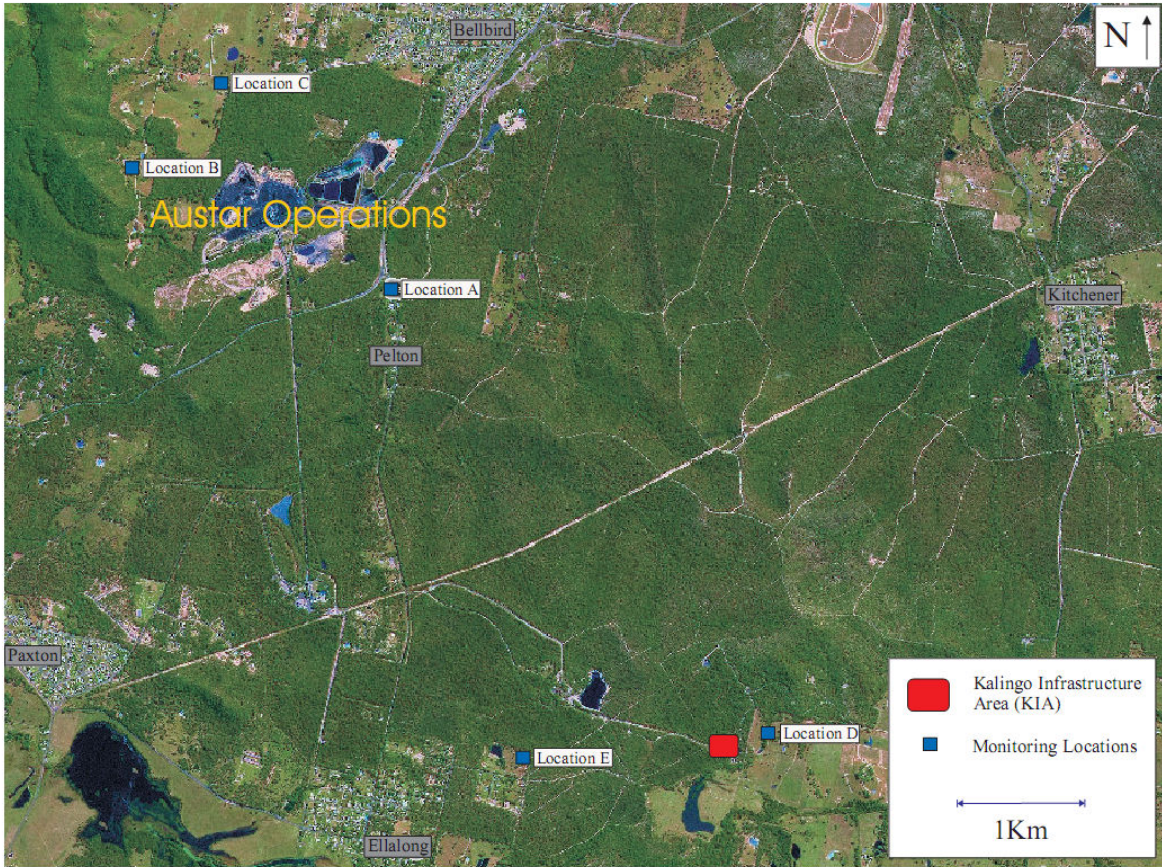 Bellbird
N
Location C
Location B
Austar Operations
Location A
Kitchener
Pelton
Paxton
Location D
Location E
Ellalong
Kalingo Infrastructure
Area (KIA)
Monitoring Locations
1Km